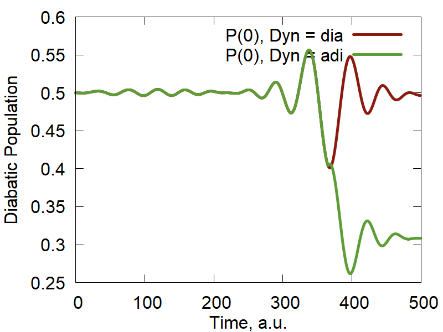 0.6
P(0), Dyn = dia
P(0), Dyn = adi
0.55
0.5
0.45
0.4
0.35
0.3
0.25
Diabatic Population
0 100 200 300 400 500
Time, a.u.